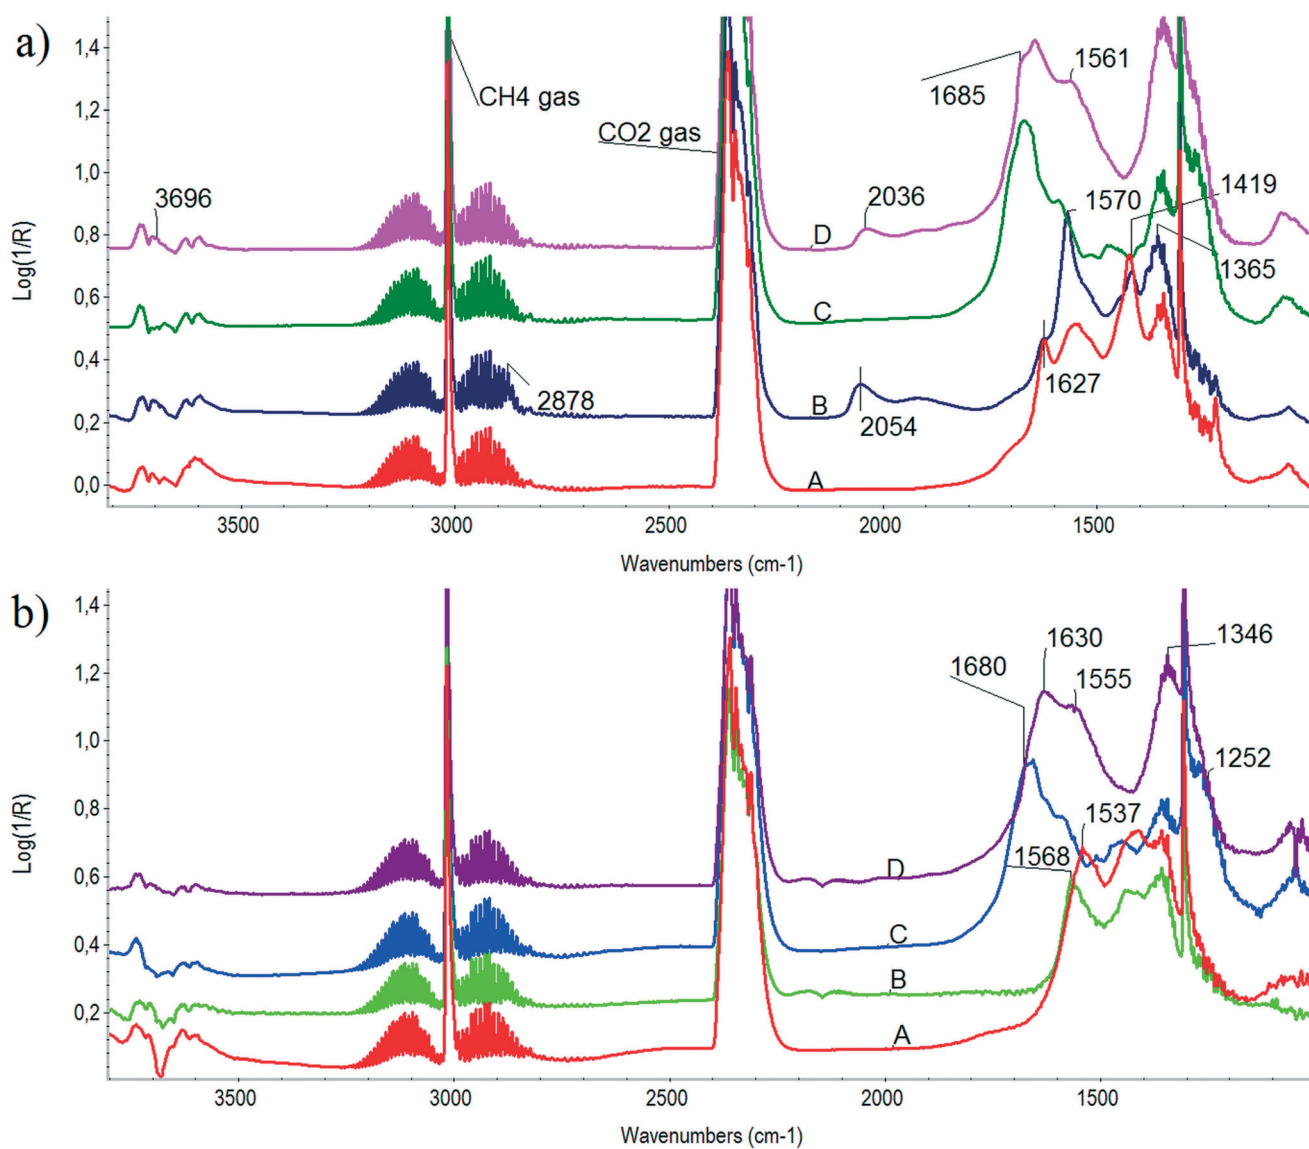 a)
1,4
1,2
1,0
0,8
0,6
0,4
0,2
0,0
Log(1/R)
3696
CH4 gas
CO2 gas
2878
2036
2054
1685
1561
1570
1419
1365
1627
D
C
B
A
3500
3000
2500
2000
1500
Wavenumbers (cm-1)
b)
1,4
1,2
1,0
0,8
0,6
0,4
0,2
Log(1/R)
1680
1630
1555
1346
1252
1537
1568
D
C
B
A
3500
3000
2500
2000
1500
Wavenumbers (cm-1)